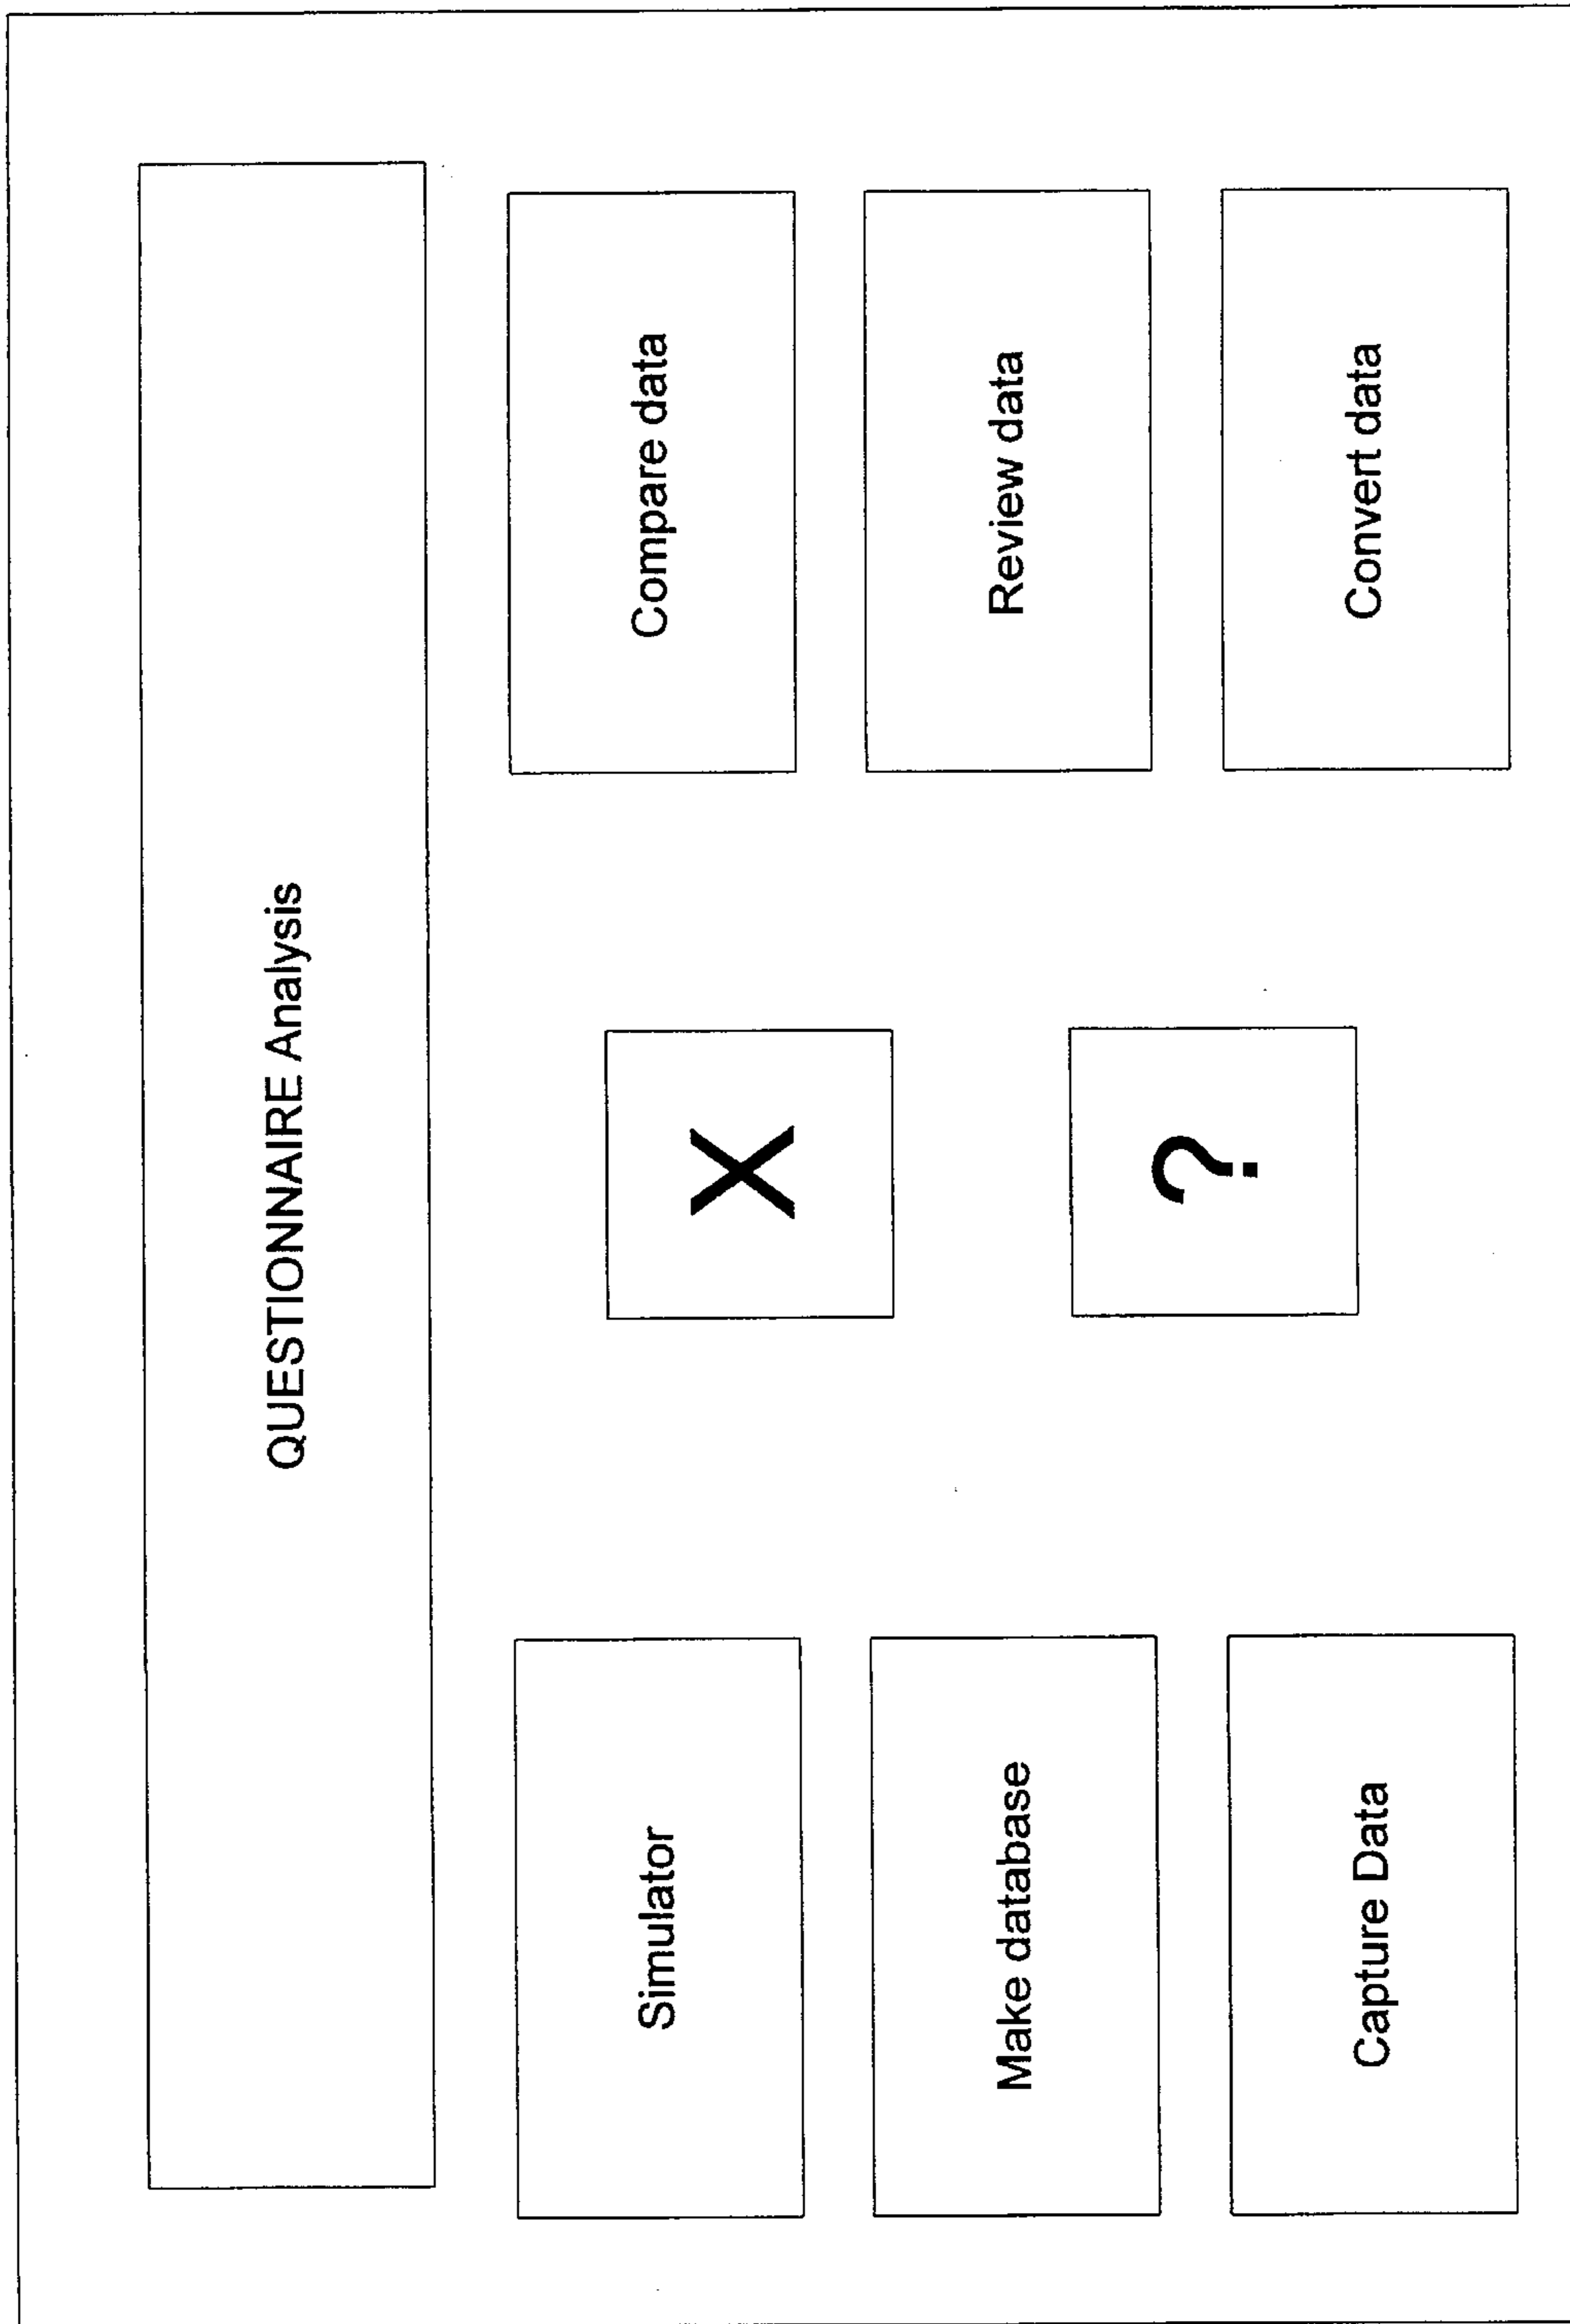 QUESTIONNAIRE Analysis
Simulator
Compare data
X
Make database
Review data
?
Capture Data
Convert data